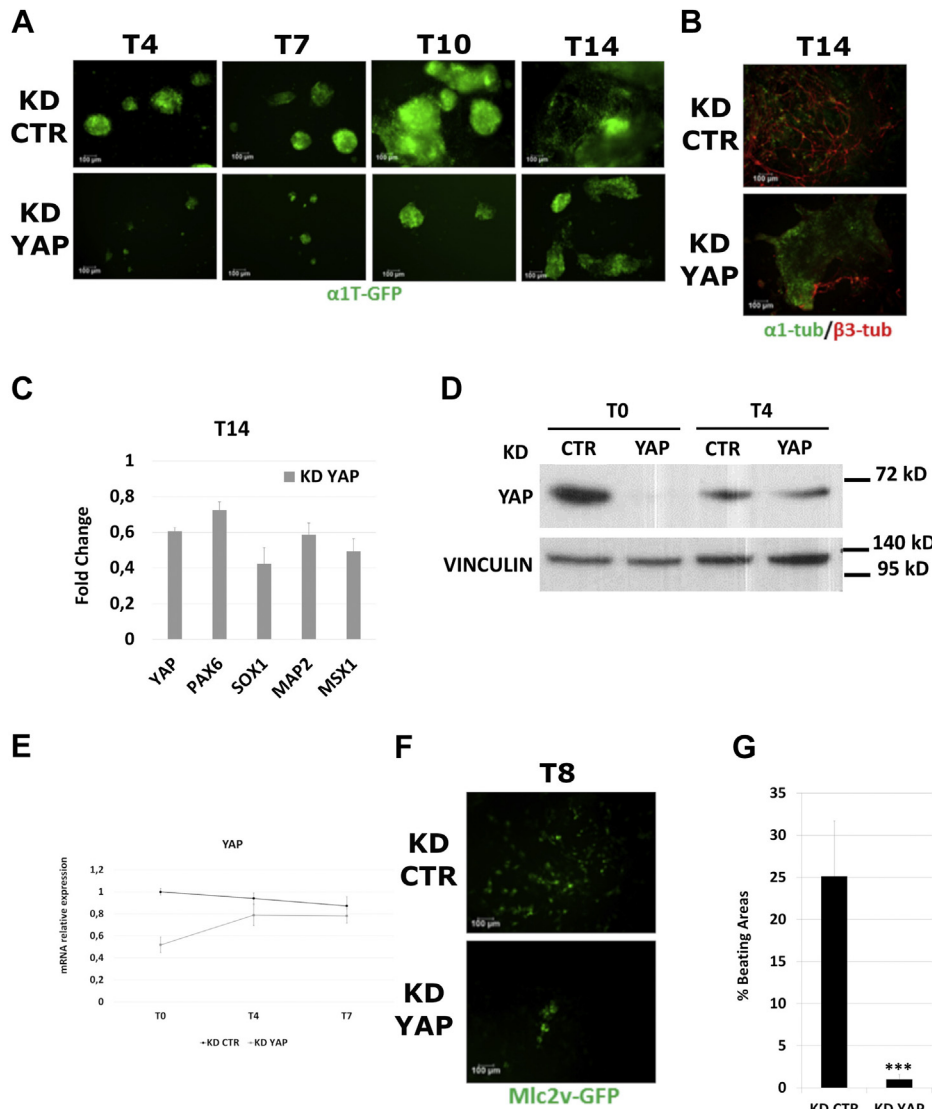 A
T4 T7 T10 T14
KD CTR
100 µm 100 µm 100 µm 100 µm
KD YAP
100 µm 100 µm 100 µm 100 µm
α1T-GFP
B
T14
KD CTR
100 µm
KD YAP
100 µm
α1-tub/β3-tub
C
T14
KD YAP
Fold Change
1
0,8
0,6
0,4
0,2
0
YAP PAX6 SOX1 MAP2 MSX1
D
T0 T4
KD CTR YAP CTR YAP
YAP
72 kD
VINCULIN
140 kD
95 kD
E
YAP
mRNA relative expression
1,2
1
0,8
0,6
0,4
0,2
0
T0 T4 T7
KD CTR KD YAP
F
T8
KD CTR
100 µm
KD YAP
100 µm
Mlc2v-GFP
G
% Beating Areas
35
30
25
20
15
10
5
0
***
KD CTR KD YAP